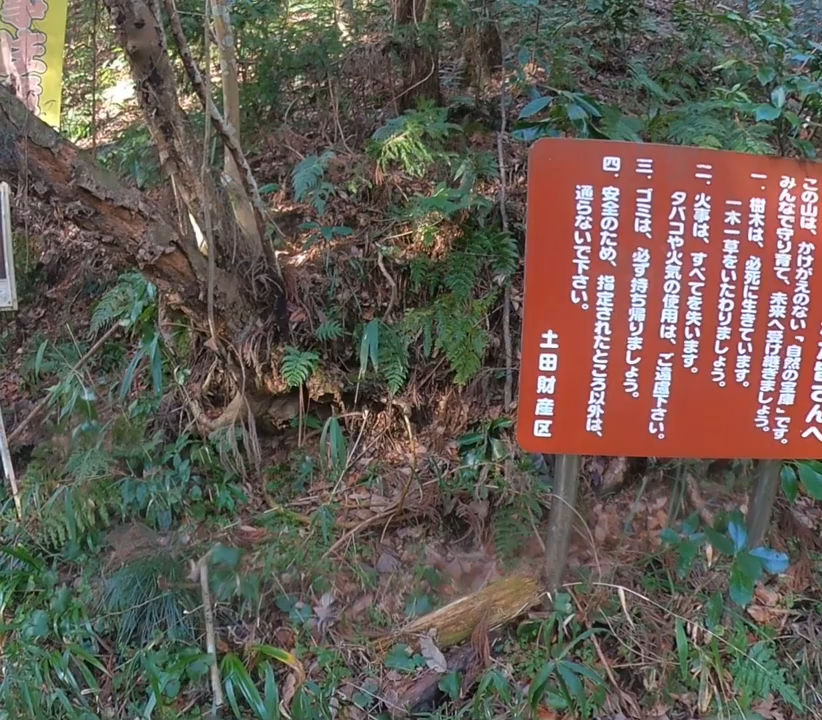 皆さんへ
この山は、かけがえのない「自然の宝庫」です。
みんなで守り育て、未来へ受け継ぎましょう。
一．樹木は、必死に生きています。
一木一草をいたわりましょう。
二．火事は、すべてを失います。
タバコや火気の使用は、ご遠慮下さい。
三．ゴミは、必ず持ち帰りましょう。
四．安全のため、指定されたところ以外は、
通らないで下さい。
土田財産区